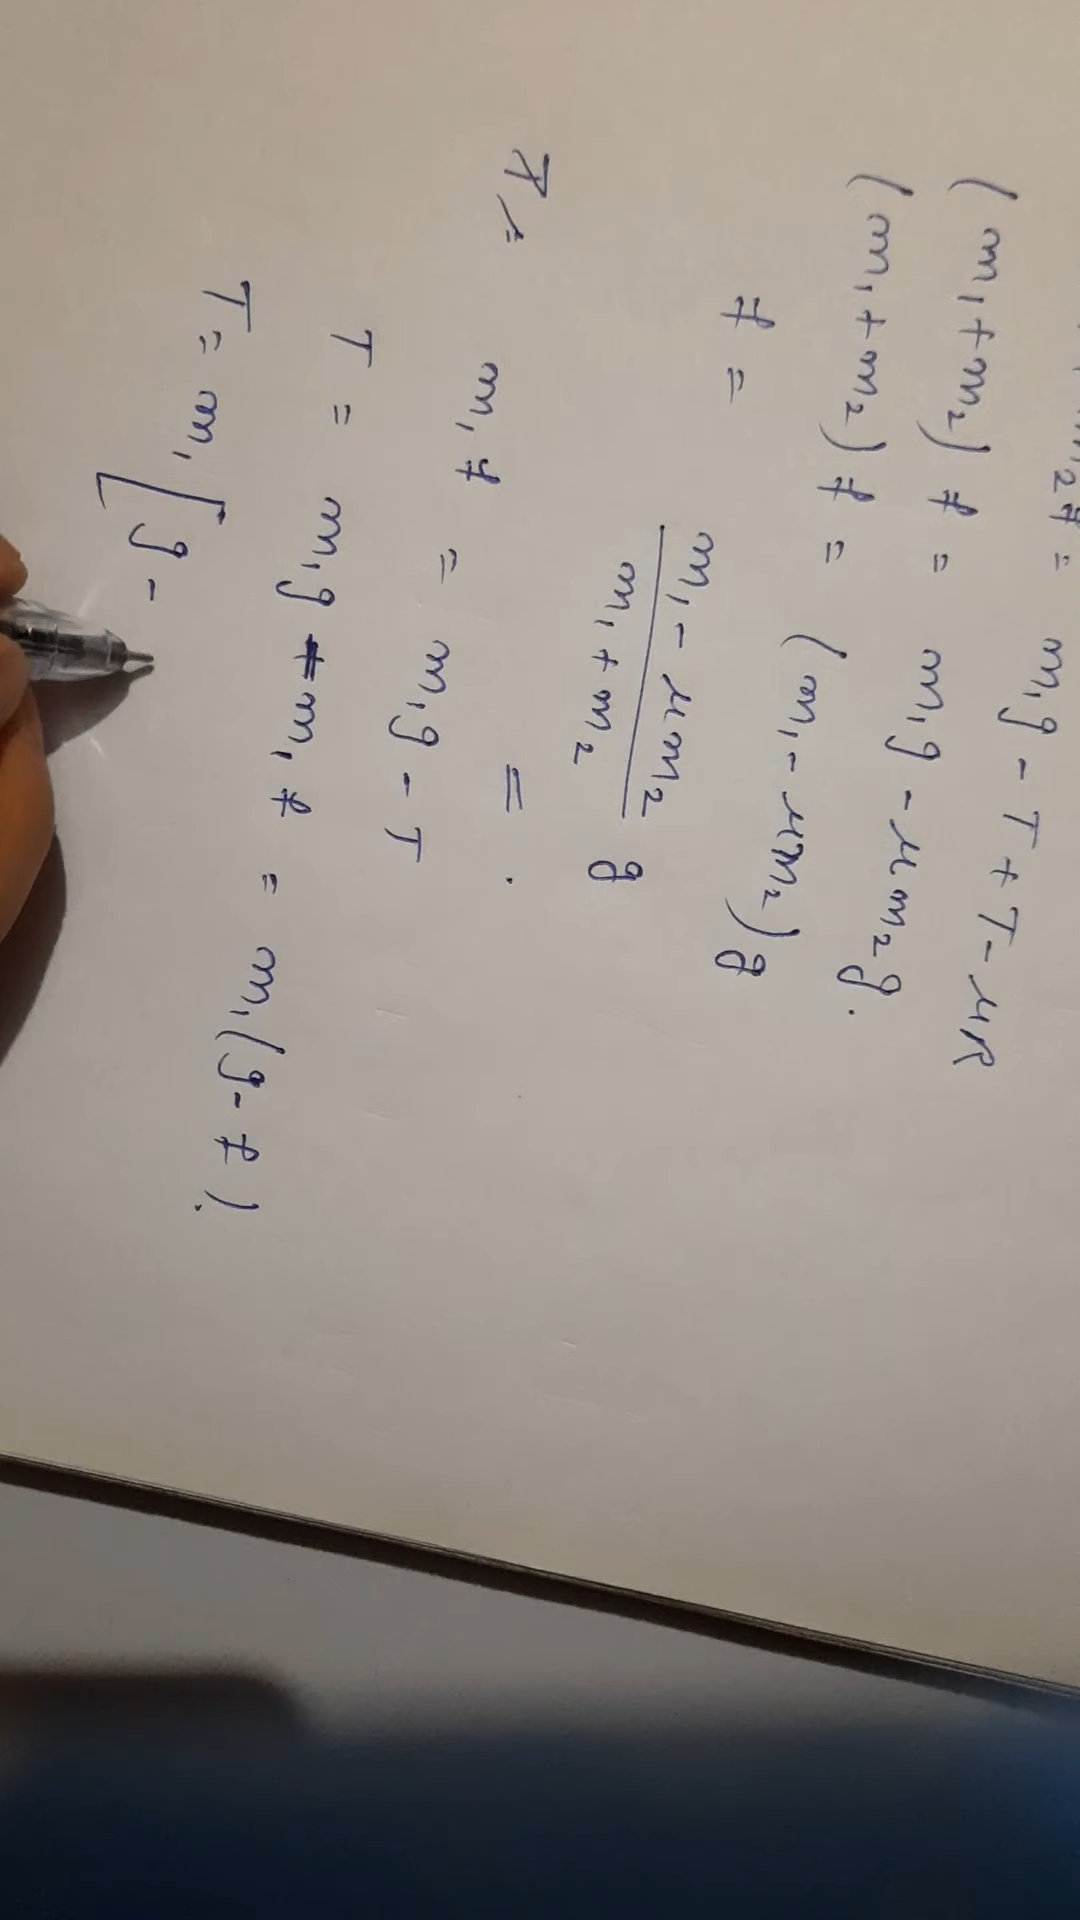 m₂f = m₁g - T + T - μR
(m₁ + m₂) f = m₁g - μm₂g.
(m₁ + m₂) f = (m₁ - μm₂)g
f = \frac{m₁ - μm₂}{m₁ + m₂} g
=.
m₁f = m₁g - T
T = m₁g - m₁f = m₁(g - f).
T = m₁[g -